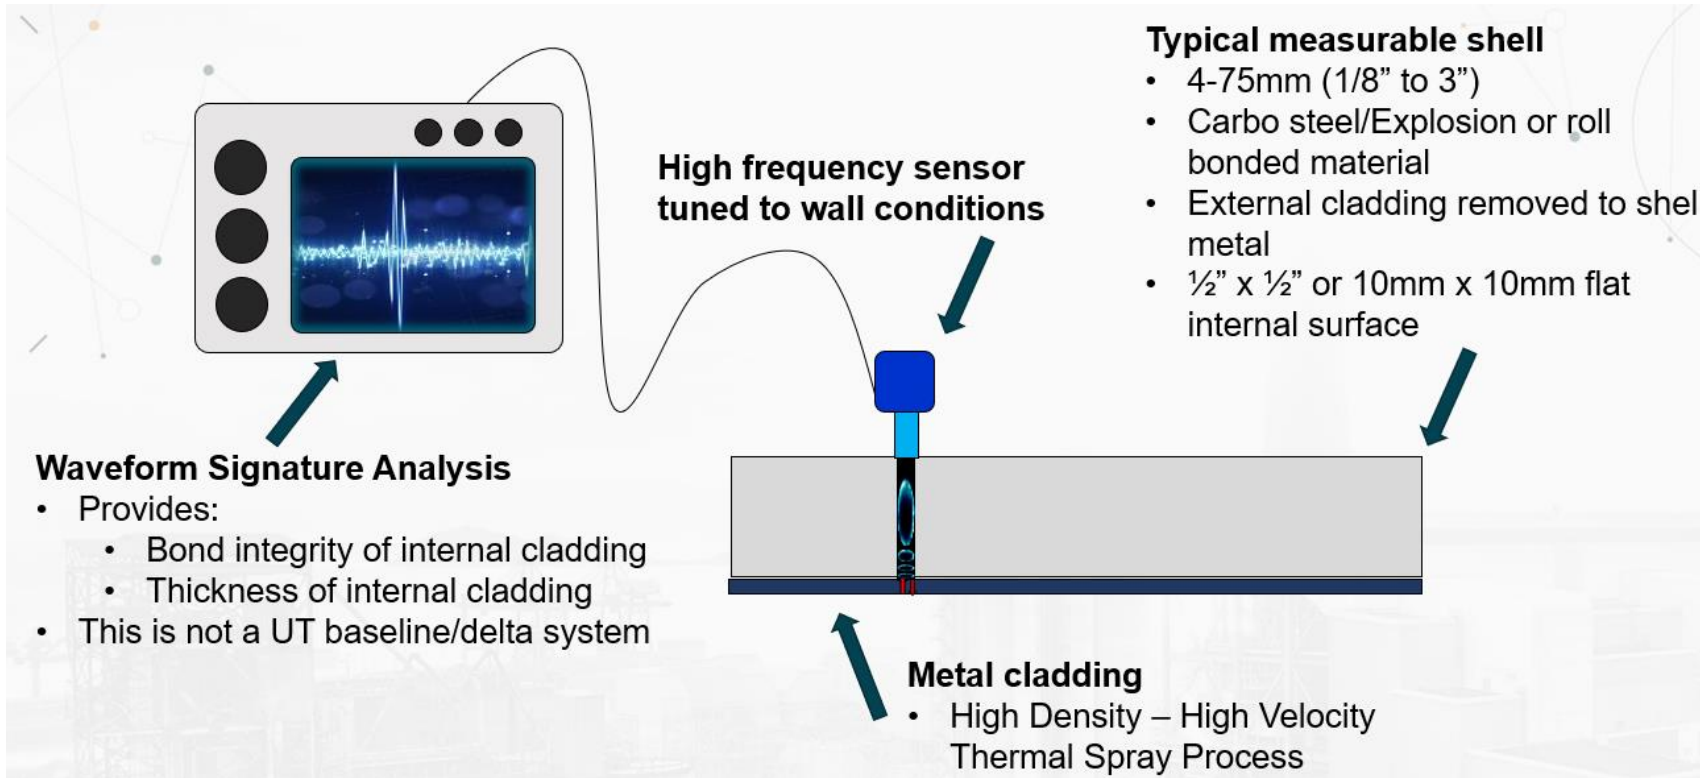 Typical measurable shell
• 4-75mm (1/8” to 3”)
• Carbo steel/Explosion or roll
bonded material
• External cladding removed to shel
metal
• ½” x ½” or 10mm x 10mm flat
internal surface
High frequency sensor
tuned to wall conditions
Waveform Signature Analysis
• Provides:
• Bond integrity of internal cladding
• Thickness of internal cladding
• This is not a UT baseline/delta system
Metal cladding
• High Density – High Velocity
Thermal Spray Process